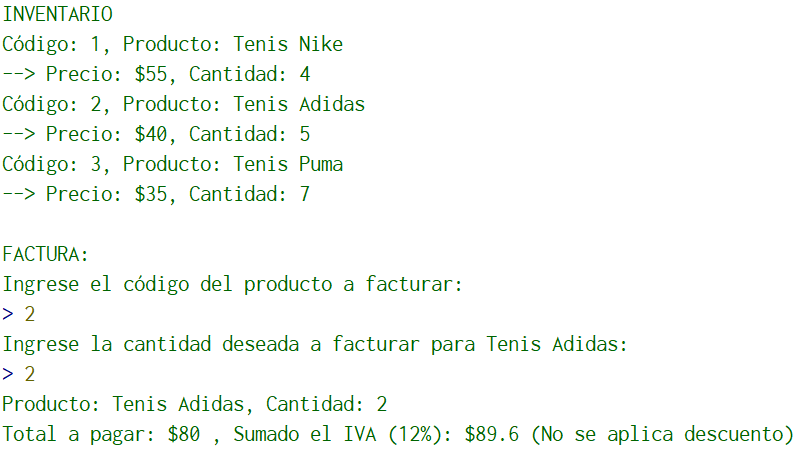 INVENTARIO
Código: 1, Producto: Tenis Nike
--> Precio: $55, Cantidad: 4
Código: 2, Producto: Tenis Adidas
--> Precio: $40, Cantidad: 5
Código: 3, Producto: Tenis Puma
--> Precio: $35, Cantidad: 7
FACTURA:
Ingrese el código del producto a facturar:
> 2
Ingrese la cantidad deseada a facturar para Tenis Adidas:
> 2
Producto: Tenis Adidas, Cantidad: 2
Total a pagar: $80 , Sumado el IVA (12%): $89.6 (No se aplica descuento)